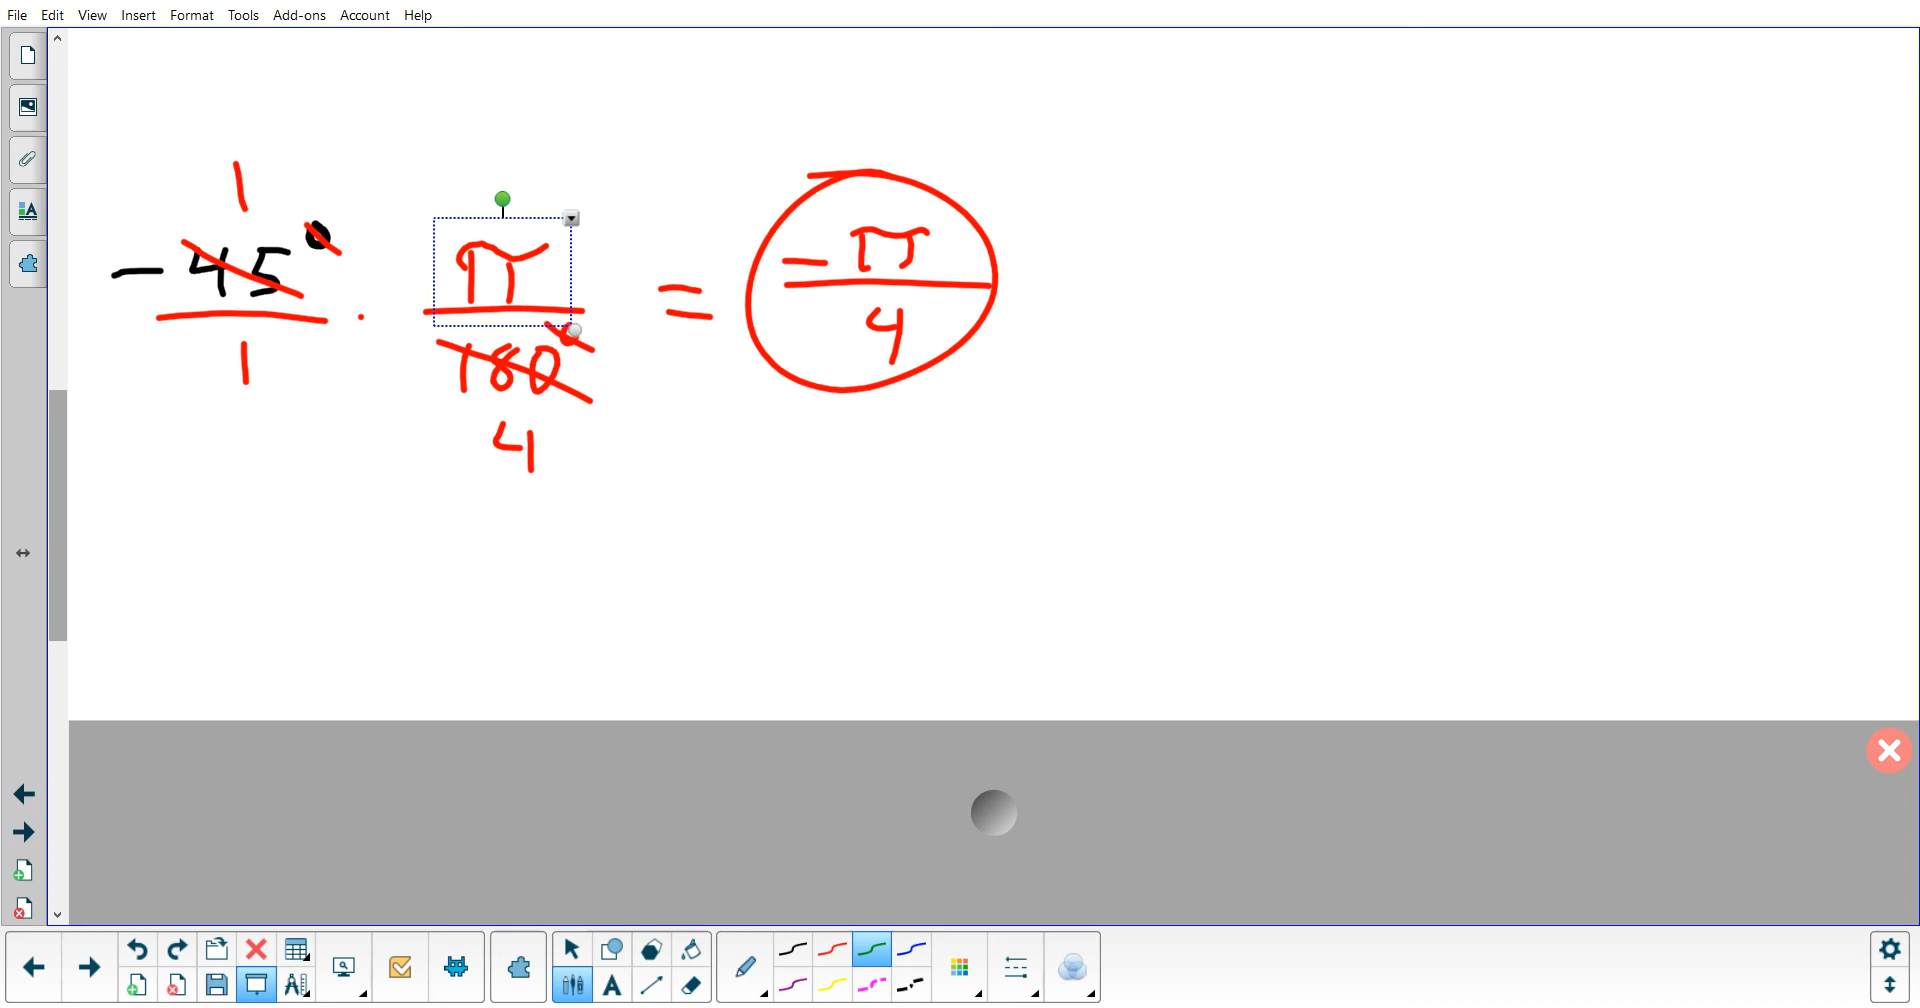 File Edit View Insert Format Tools Add-ons Account Help
1
-45° π = -π
1 · 180° 4
4